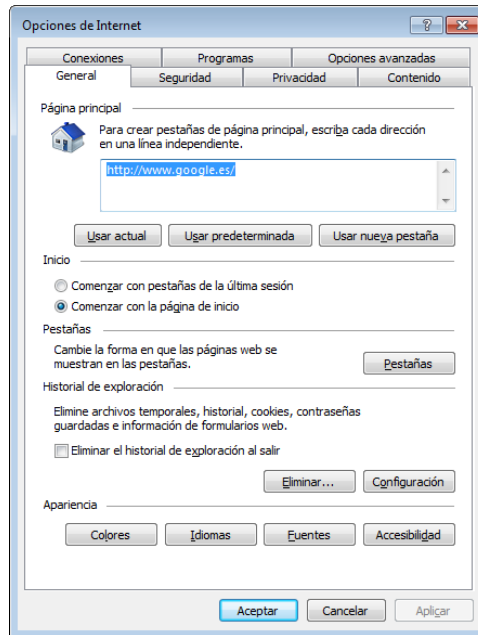 Opciones de Internet
Conexiones Programas Opciones avanzadas
General Seguridad Privacidad Contenido
Página principal
Para crear pestañas de página principal, escriba cada dirección
en una línea independiente.
http://www.google.es/
Usar actual Usar predeterminada Usar nueva pestaña
Inicio
Comenzar con pestañas de la última sesión
Comenzar con la página de inicio
Pestañas
Cambie la forma en que las páginas web se
muestran en las pestañas.
Pestañas
Historial de exploración
Elimine archivos temporales, historial, cookies, contraseñas
guardadas e información de formularios web.
Eliminar el historial de exploración al salir
Eliminar... Configuración
Apariencia
Colores Idiomas Fuentes Accesibilidad
Aceptar Cancelar Aplicar